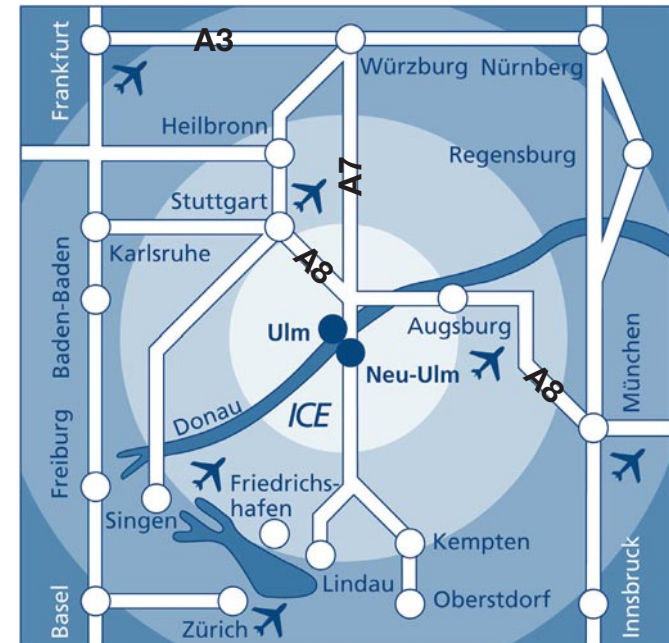 Frankfurt
A3
Würzburg
Nürnberg
Heilbronn
A7
Regensburg
Stuttgart
Karlsruhe
A8
Baden-Baden
Ulm
Augsburg
Neu-Ulm
München
A8
Donau
ICE
Freiburg
Friedrichs-
hafen
Singen
Kempten
Lindau
Innsbruck
Oberstdorf
Basel
Zürich